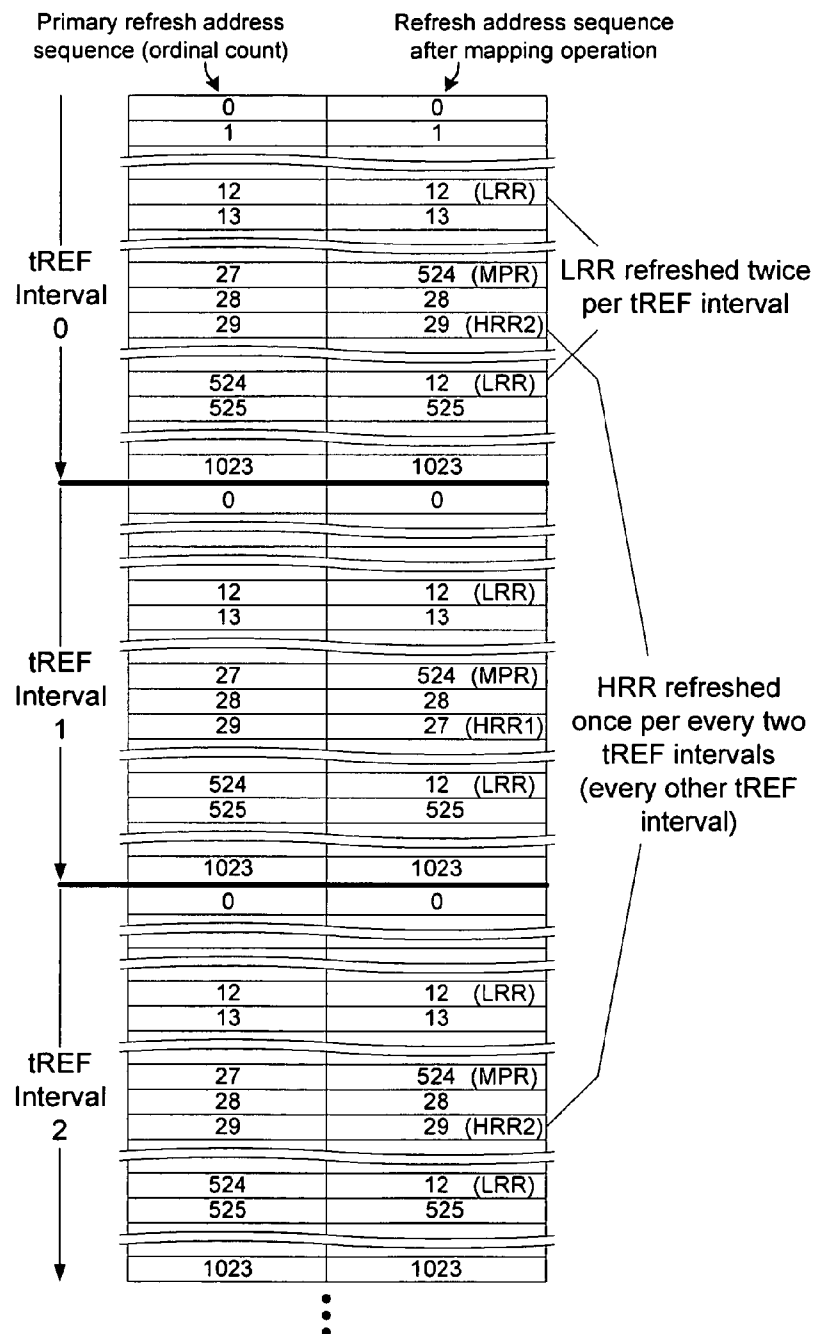 Primary refresh address
sequence (ordinal count)
Refresh address sequence
after mapping operation
0 0
1 1
12 12 (LRR)
13 13
27 524 (MPR)
28 28
29 29 (HRR2)
524 12 (LRR)
525 525
1023 1023
tREF
Interval
0
LRR refreshed twice
per tREF interval
0 0
12 12 (LRR)
13 13
27 524 (MPR)
28 28
29 27 (HRR1)
524 12 (LRR)
525 525
1023 1023
tREF
Interval
1
HRR refreshed
once per every two
tREF intervals
(every other tREF
interval)
0 0
12 12 (LRR)
13 13
27 524 (MPR)
28 28
29 29 (HRR2)
524 12 (LRR)
525 525
1023 1023
tREF
Interval
2